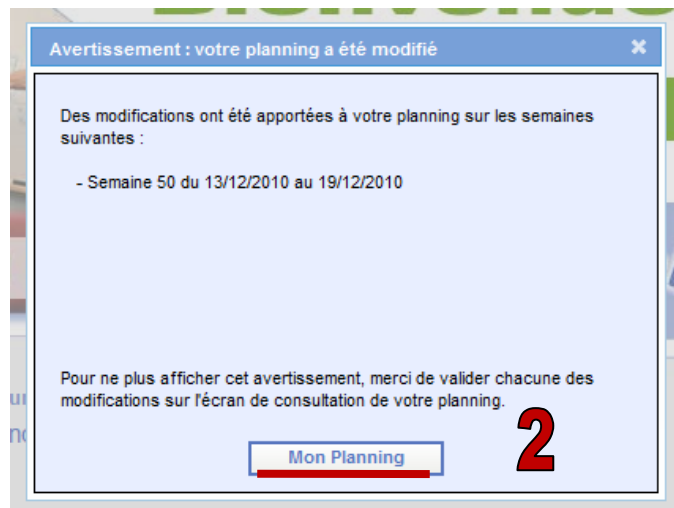 Bienvenue
Avertissement : votre planning a été modifié
Des modifications ont été apportées à votre planning sur les semaines
suivantes :
- Semaine 50 du 13/12/2010 au 19/12/2010
Pour ne plus afficher cet avertissement, merci de valider chacune des
modifications sur l'écran de consultation de votre planning.
2
Mon Planning